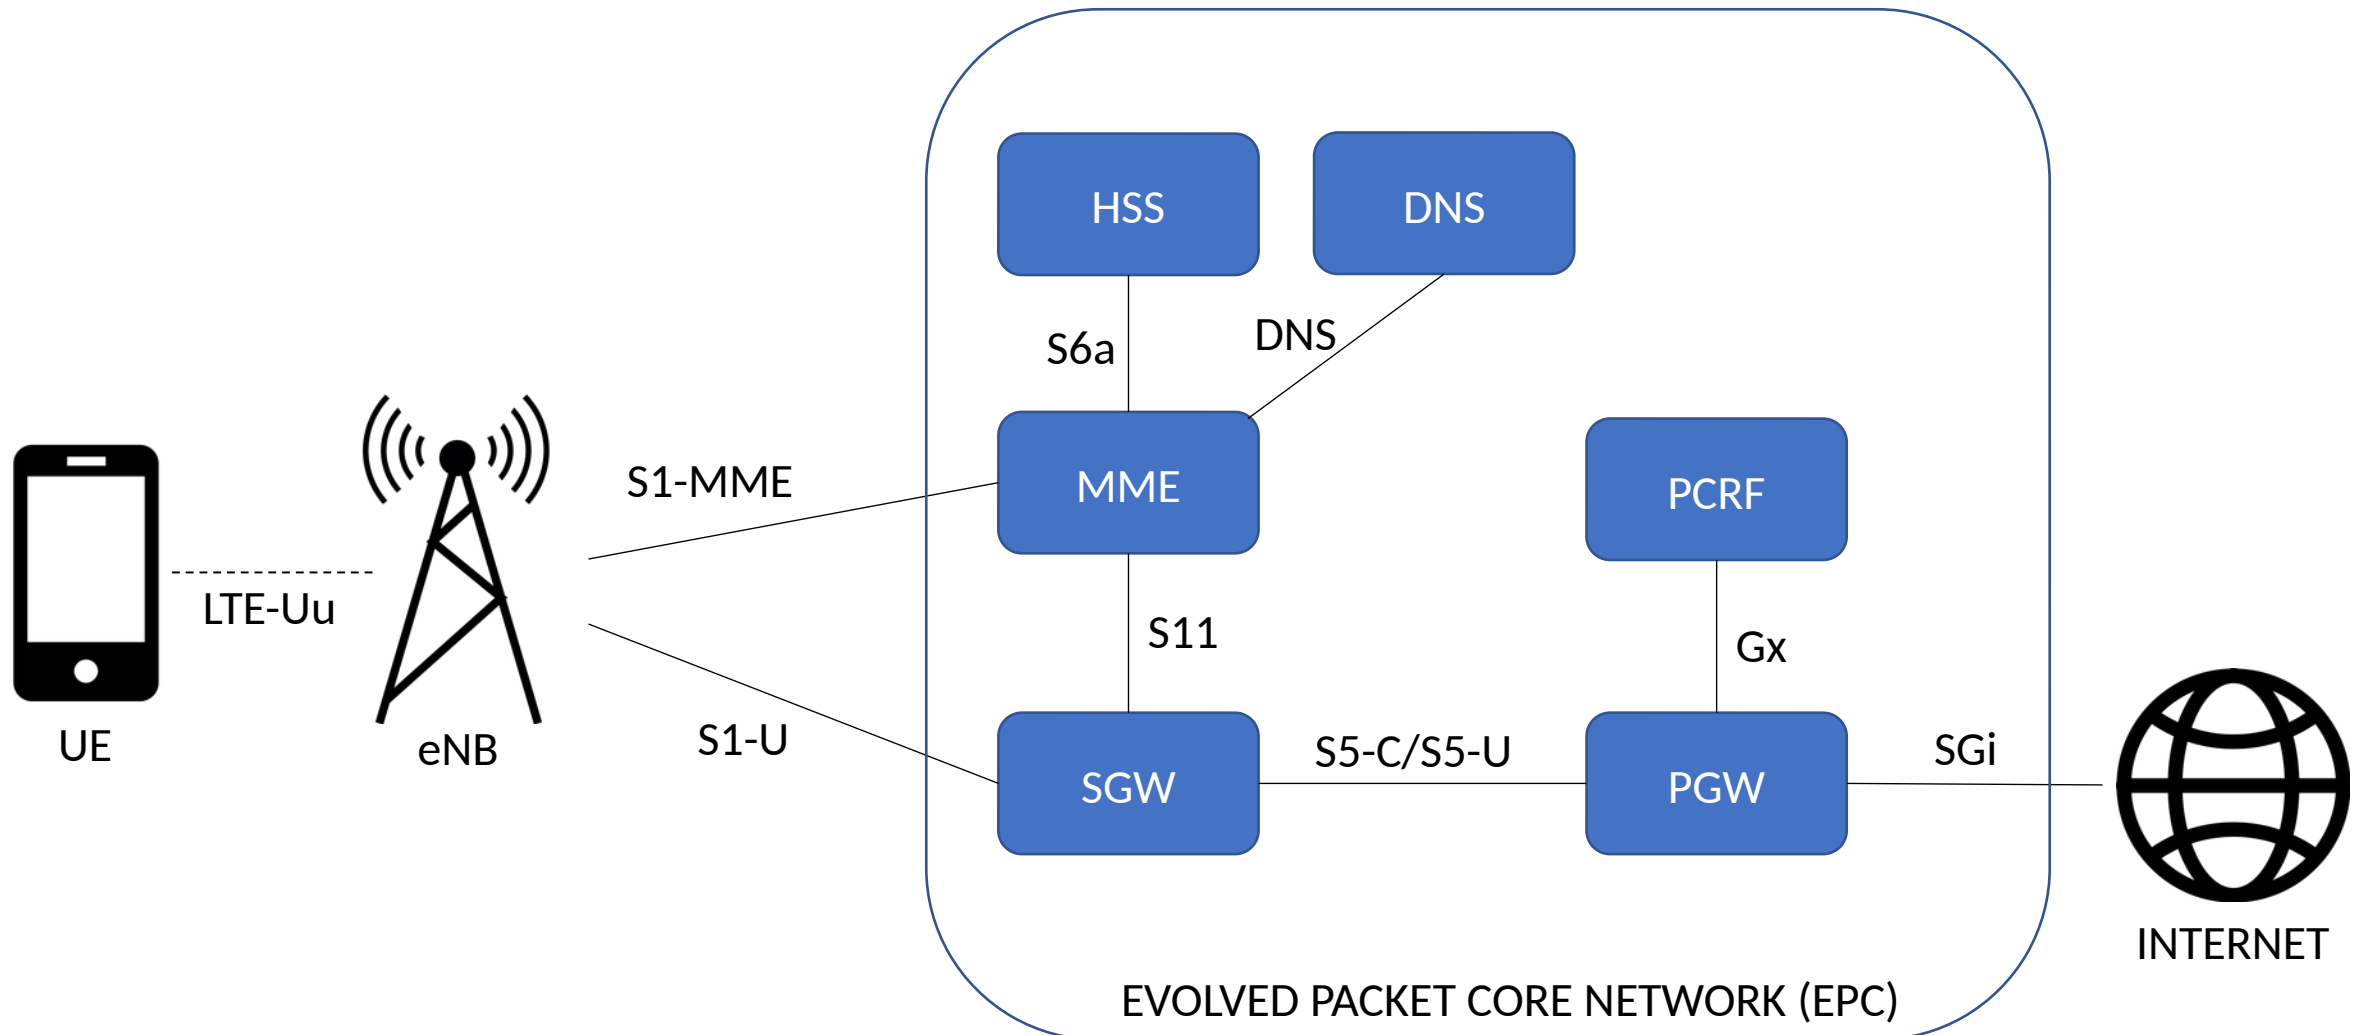 HSS
DNS
S6a
DNS
S1-MME
MME
PCRF
LTE-Uu
S11
Gx
UE
eNB
S1-U
SGW
S5-C/S5-U
PGW
SGi
INTERNET
EVOLVED PACKET CORE NETWORK (EPC)